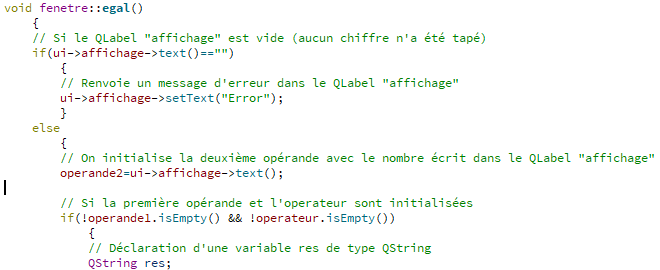 void fenetre::egal()
{
// Si le QLabel "affichage" est vide (aucun chiffre n'a été tapé)
if(ui->affichage->text()=="")
{
// Renvoie un message d'erreur dans le QLabel "affichage"
ui->affichage->setText("Error");
}
else
{
// On initialise la deuxième opérande avec le nombre écrit dans le QLabel "affichage"
operande2=ui->affichage->text();
// Si la première opérande et l'operateur sont initialisées
if(!operande1.isEmpty() && !operateur.isEmpty())
{
// Déclaration d'une variable res de type QString
QString res;